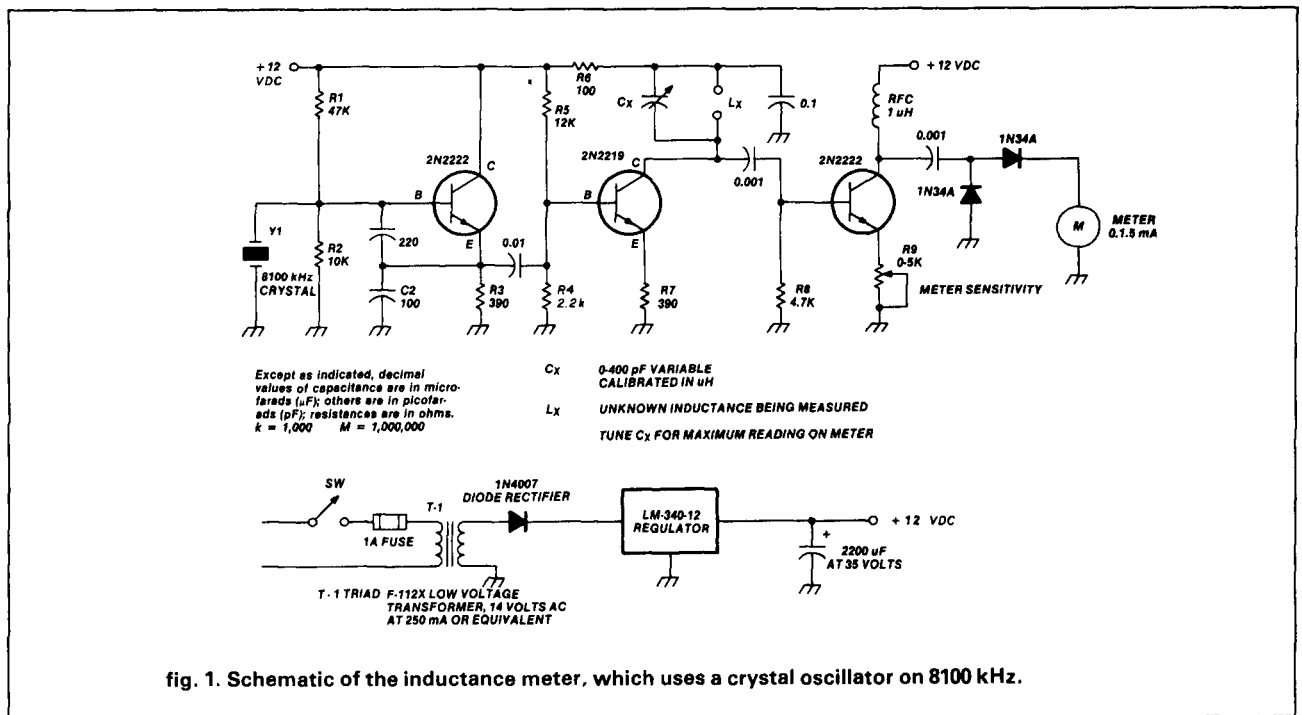 +12
VDC
R1
47K
R6
100
R5
12K
CX
LX
0.1
+ 12 VDC
RFC
1 uH
0.001
1N34A
1N34A
2N2222
C
B
E
2N2219
C
B
E
0.001
2N2222
METER
0.1.5 mA
M
Y1
8100 kHz
CRYSTAL
R2
10K
220
C2
100
0.01
R3
390
R4
2.2k
R7
390
R8
4.7K
R9
0-5K
METER SENSITIVITY
Except as indicated, decimal
values of capacitance are in micro-
farads (µF); others are in picofar-
ads (pF); resistances are in ohms.
k = 1,000 M = 1,000,000
CX 0-400 pF VARIABLE
CALIBRATED IN uH
LX UNKNOWN INDUCTANCE BEING MEASURED
TUNE CX FOR MAXIMUM READING ON METER
SW
1A FUSE
T-1
1N4007
DIODE RECTIFIER
LM-340-12
REGULATOR
+ 12 VDC
+
2200 uF
AT 35 VOLTS
T-1 TRIAD F-112X LOW VOLTAGE
TRANSFORMER, 14 VOLTS AC
AT 250 mA OR EQUIVALENT
fig. 1. Schematic of the inductance meter, which uses a crystal oscillator on 8100 kHz.